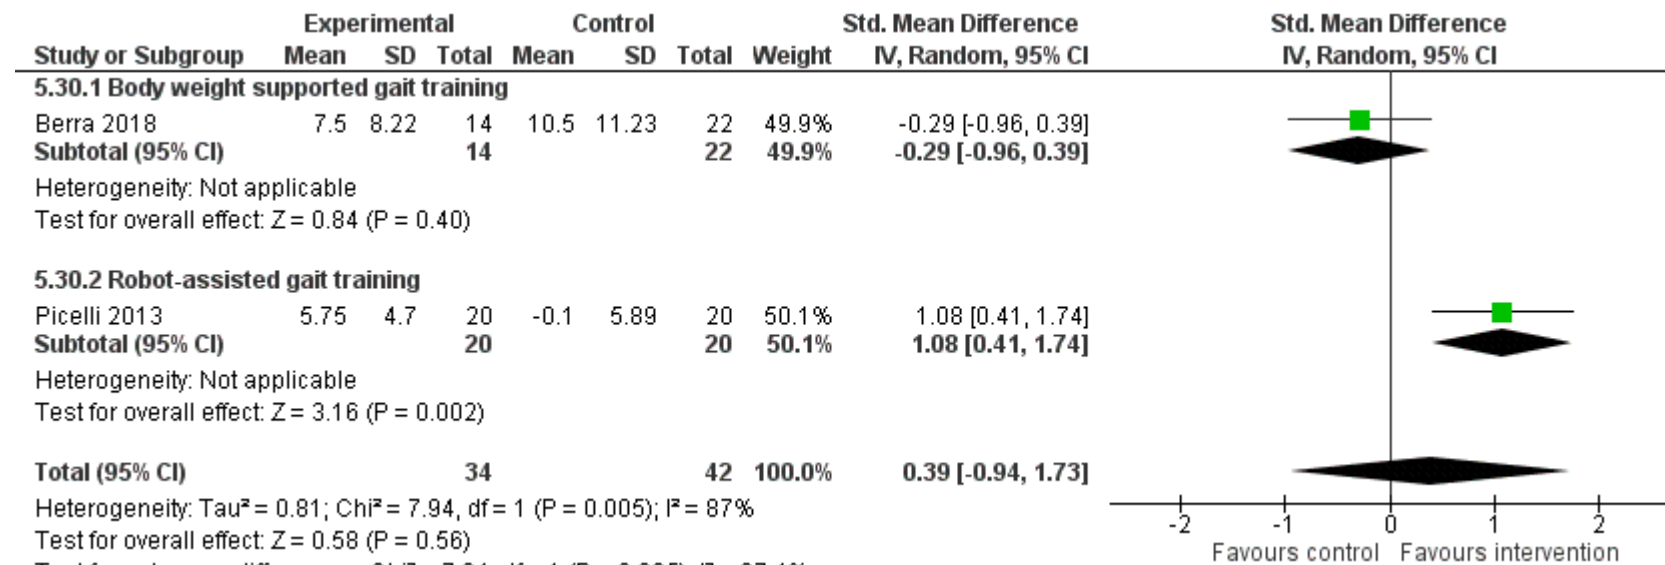 Experimental Control Std. Mean Difference Std. Mean Difference
Study or Subgroup Mean SD Total Mean SD Total Weight IV, Random, 95% CI IV, Random, 95% CI
5.30.1 Body weight supported gait training
Berra 2018 7.5 8.22 14 10.5 11.23 22 49.9% -0.29 [-0.96, 0.39]
Subtotal (95% CI) 14 22 49.9% -0.29 [-0.96, 0.39]
Heterogeneity: Not applicable
Test for overall effect: Z = 0.84 (P = 0.40)
5.30.2 Robot-assisted gait training
Picelli 2013 5.75 4.7 20 -0.1 5.89 20 50.1% 1.08 [0.41, 1.74]
Subtotal (95% CI) 20 20 50.1% 1.08 [0.41, 1.74]
Heterogeneity: Not applicable
Test for overall effect: Z = 3.16 (P = 0.002)
Total (95% CI) 34 42 100.0% 0.39 [-0.94, 1.73]
Heterogeneity: Tau² = 0.81; Chi² = 7.94, df = 1 (P = 0.005); I² = 87%
Test for overall effect: Z = 0.58 (P = 0.56)
-2 -1 0 1 2
Favours control Favours intervention